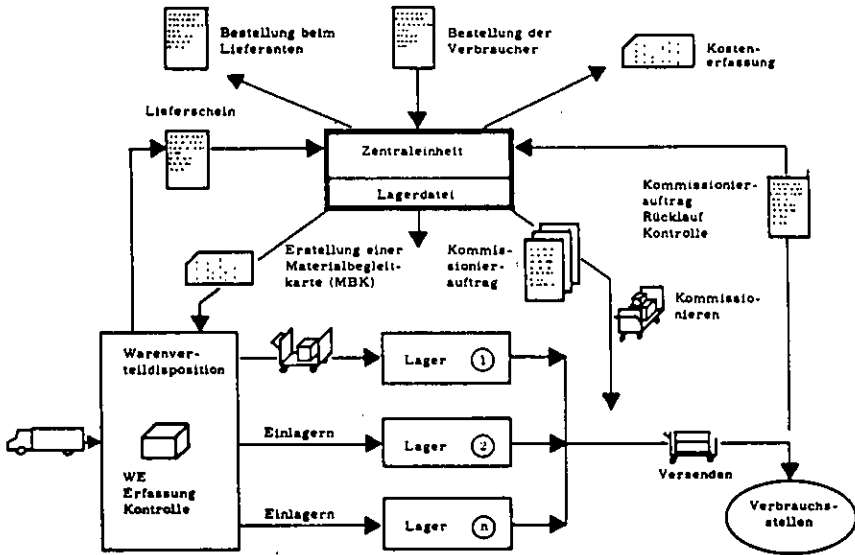 Bestellung beim
Lieferanten
Bestellung der
Verbraucher
Kosten-
erfassung
Lieferschein
Zentraleinheit
Lagerdatei
Kommissionier-
auftrag
Rücklauf
Kontrolle
Erstellung einer
Materialbegleit-
karte (MBK)
Kommis-
sionier-
auftrag
Kommissio-
nieren
Warenver-
teildisposition
Lager 1
Einlagern
Lager 2
WE
Erfassung
Kontrolle
Versenden
Einlagern
Lager n
Verbrauchs-
stellen